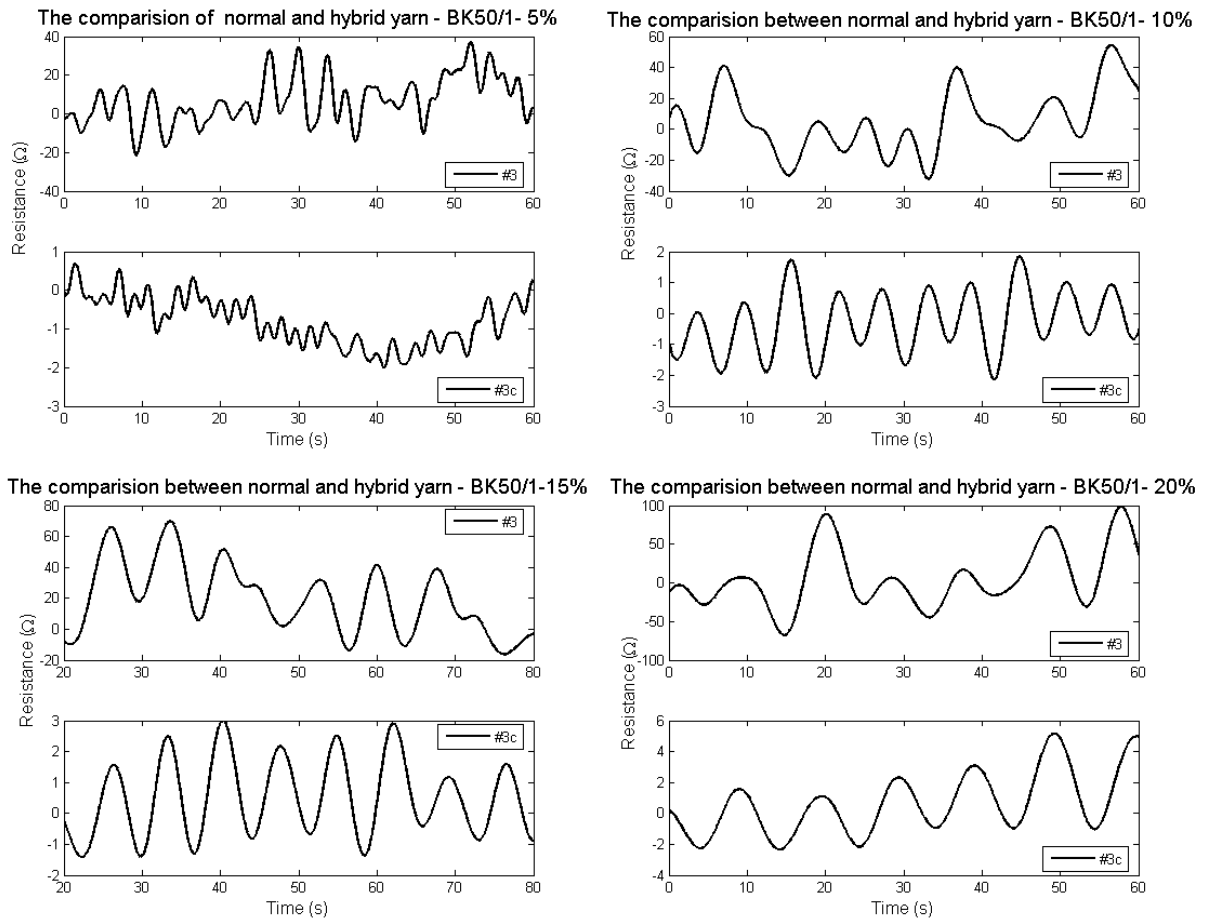 The comparision of  normal and hybrid yarn - BK50/1- 5%
40
20
0
-20
-40
0 10 20 30 40 50 60
#3
Resistance (Ω)
1
0
-1
-2
-3
0 10 20 30 40 50 60
#3c
Time (s)
The comparision between normal and hybrid yarn - BK50/1- 10%
60
40
20
0
-20
-40
0 10 20 30 40 50 60
#3
Resistance (Ω)
2
1
0
-1
-2
-3
0 10 20 30 40 50 60
#3c
Time (s)
The comparision between normal and hybrid yarn - BK50/1-15%
80
60
40
20
0
-20
20 30 40 50 60 70 80
#3
Resistance (Ω)
3
2
1
0
-1
-2
20 30 40 50 60 70 80
#3c
Time (s)
The comparision between normal and hybrid yarn - BK50/1- 20%
100
50
0
-50
-100
0 10 20 30 40 50 60
#3
Resistance (Ω)
6
4
2
0
-2
-4
0 10 20 30 40 50 60
#3c
Time (s)